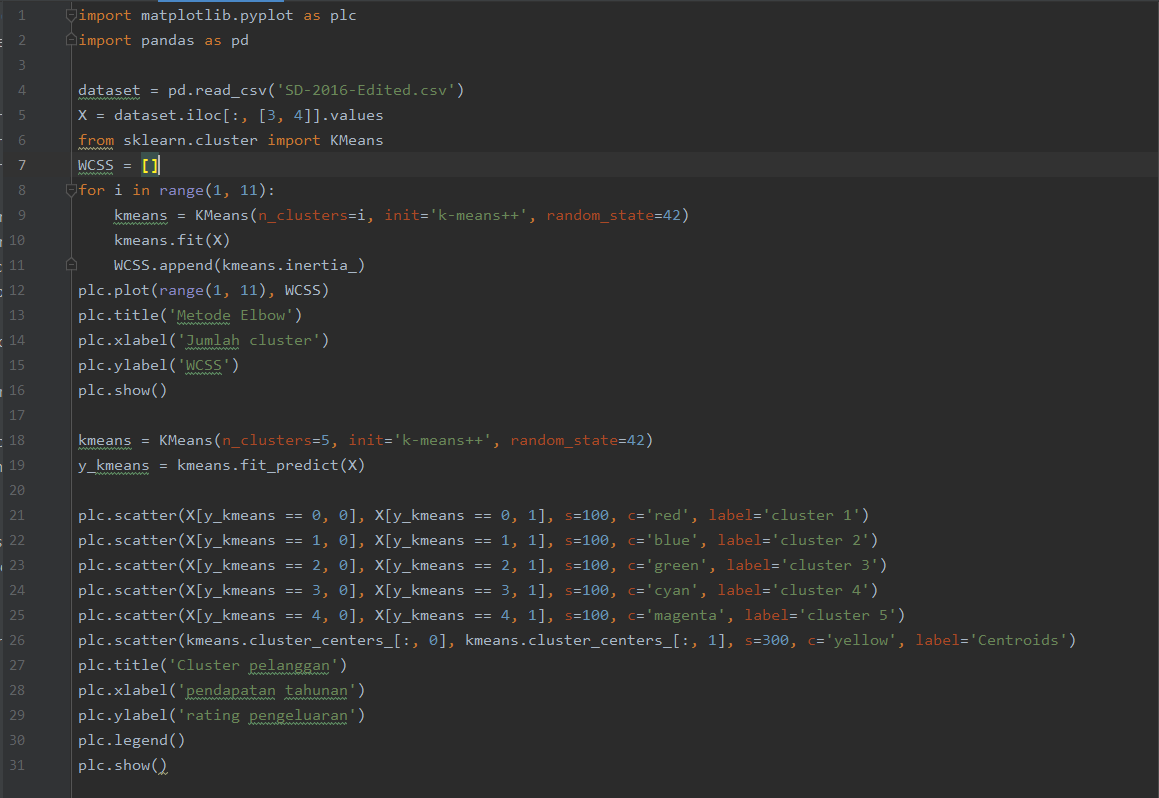 1 import matplotlib.pyplot as plc
2 import pandas as pd
3
4 dataset = pd.read_csv('SD-2016-Edited.csv')
5 X = dataset.iloc[:, [3, 4]].values
6 from sklearn.cluster import KMeans
7 WCSS = []
8 for i in range(1, 11):
9     kmeans = KMeans(n_clusters=i, init='k-means++', random_state=42)
10     kmeans.fit(X)
11     WCSS.append(kmeans.inertia_)
12 plc.plot(range(1, 11), WCSS)
13 plc.title('Metode Elbow')
14 plc.xlabel('Jumlah cluster')
15 plc.ylabel('WCSS')
16 plc.show()
17
18 kmeans = KMeans(n_clusters=5, init='k-means++', random_state=42)
19 y_kmeans = kmeans.fit_predict(X)
20
21 plc.scatter(X[y_kmeans == 0, 0], X[y_kmeans == 0, 1], s=100, c='red', label='cluster 1')
22 plc.scatter(X[y_kmeans == 1, 0], X[y_kmeans == 1, 1], s=100, c='blue', label='cluster 2')
23 plc.scatter(X[y_kmeans == 2, 0], X[y_kmeans == 2, 1], s=100, c='green', label='cluster 3')
24 plc.scatter(X[y_kmeans == 3, 0], X[y_kmeans == 3, 1], s=100, c='cyan', label='cluster 4')
25 plc.scatter(X[y_kmeans == 4, 0], X[y_kmeans == 4, 1], s=100, c='magenta', label='cluster 5')
26 plc.scatter(kmeans.cluster_centers_[:, 0], kmeans.cluster_centers_[:, 1], s=300, c='yellow', label='Centroids')
27 plc.title('Cluster pelanggan')
28 plc.xlabel('pendapatan tahunan')
29 plc.ylabel('rating pengeluaran')
30 plc.legend()
31 plc.show()